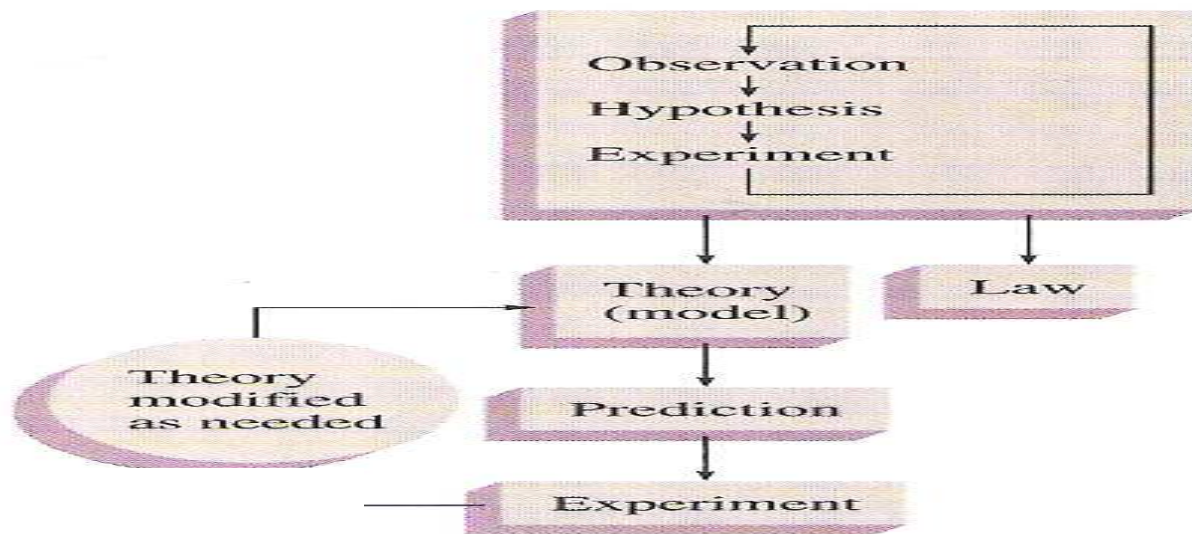 Observation
Hypothesis
Experiment
Theory
(model)
Law
Theory
modified
as needed
Prediction
Experiment